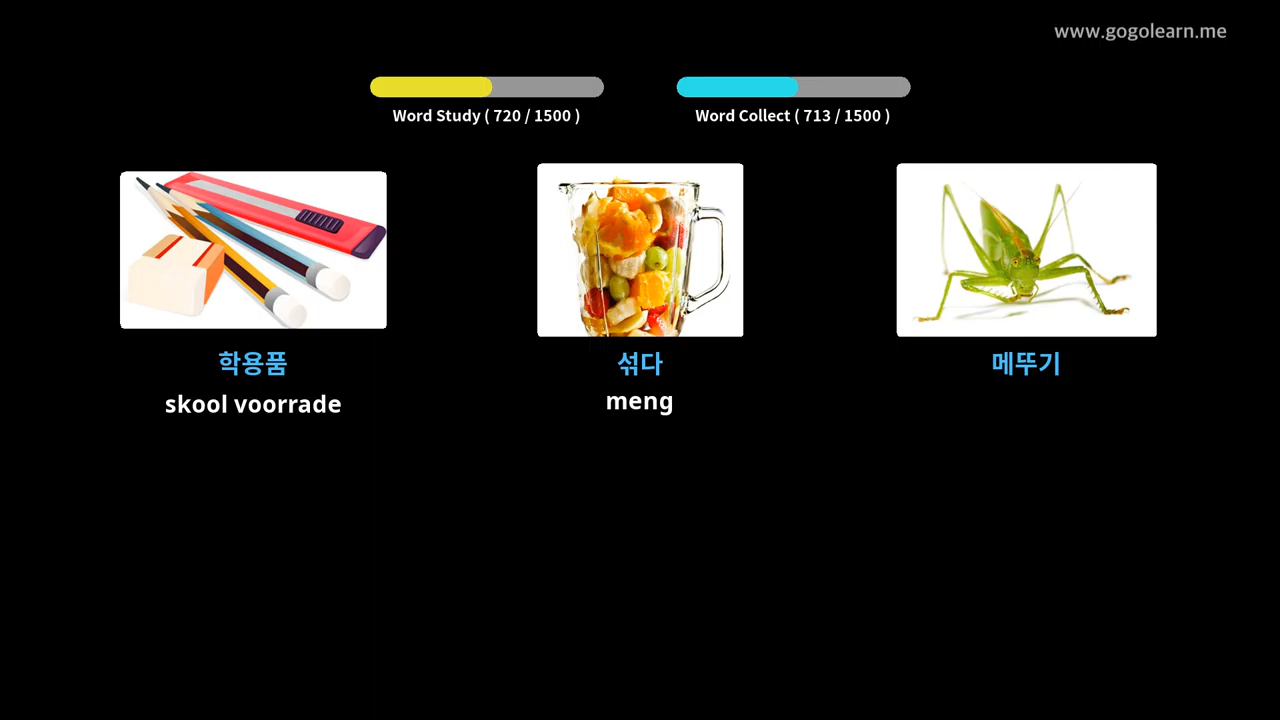 www.gogolearn.me
Word Study ( 720 / 1500 )
Word Collect ( 713 / 1500 )
학용품
섞다
메뚜기
skool voorrade
meng